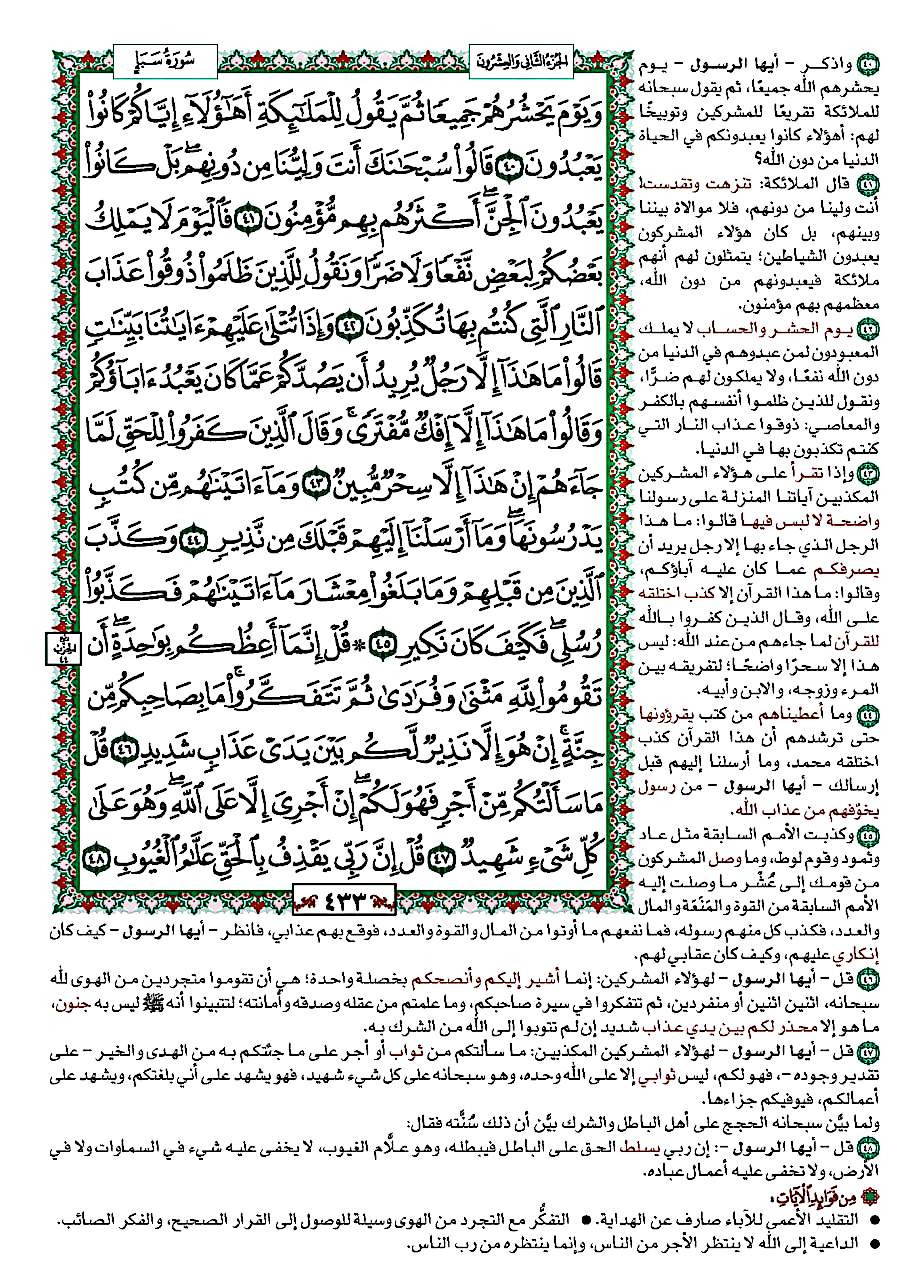 الجزء الثاني والعشرون
سورة سبإ
وَيَوْمَ يَحْشُرُهُمْ جَمِيعًا ثُمَّ يَقُولُ لِلْمَلَٰٓئِكَةِ أَهَٰٓؤُلَآءِ إِيَّاكُمْ كَانُوا۟
يَعْبُدُونَ ٤٠ قَالُوا۟ سُبْحَٰنَكَ أَنتَ وَلِيُّنَا مِن دُونِهِم ۖ بَلْ كَانُوا۟
يَعْبُدُونَ ٱلْجِنَّ ۖ أَكْثَرُهُم بِهِم مُّؤْمِنُونَ ٤١ فَٱلْيَوْمَ لَا يَمْلِكُ
بَعْضُكُمْ لِبَعْضٍ نَّفْعًا وَلَا ضَرًّا وَنَقُولُ لِلَّذِينَ ظَلَمُوا۟ ذُوقُوا۟ عَذَابَ
ٱلنَّارِ ٱلَّتِى كُنتُم بِهَا تُكَذِّبُونَ ٤٢ وَإِذَا تُتْلَىٰ عَلَيْهِمْ ءَايَٰتُنَا بَيِّنَٰتٍ
قَالُوا۟ مَا هَٰذَآ إِلَّا رَجُلٌ يُرِيدُ أَن يَصُدَّكُمْ عَمَّا كَانَ يَعْبُدُ ءَابَآؤُكُمْ
وَقَالُوا۟ مَا هَٰذَآ إِلَّآ إِفْكٌ مُّفْتَرًى ۚ وَقَالَ ٱلَّذِينَ كَفَرُوا۟ لِلْحَقِّ لَمَّا
جَآءَهُمْ إِنْ هَٰذَآ إِلَّا سِحْرٌ مُّبِينٌ ٤٣ وَمَآ ءَاتَيْنَٰهُم مِّن كُتُبٍ
يَدْرُسُونَهَا ۖ وَمَآ أَرْسَلْنَآ إِلَيْهِمْ قَبْلَكَ مِن نَّذِيرٍ ٤٤ وَكَذَّبَ
ٱلَّذِينَ مِن قَبْلِهِمْ وَمَا بَلَغُوا۟ مِعْشَارَ مَآ ءَاتَيْنَٰهُمْ فَكَذَّبُوا۟
رُسُلِى ۖ فَكَيْفَ كَانَ نَكِيرِ ٤٥ * قُلْ إِنَّمَآ أَعِظُكُم بِوَٰحِدَةٍ ۖ أَن
تَقُومُوا۟ لِلَّهِ مَثْنَىٰ وَفُرَٰدَىٰ ثُمَّ تَتَفَكَّرُوا۟ ۚ مَا بِصَاحِبِكُم مِّن
جِنَّةٍ ۚ إِنْ هُوَ إِلَّا نَذِيرٌ لَّكُم بَيْنَ يَدَىْ عَذَابٍ شَدِيدٍ ٤٦ قُلْ
مَا سَأَلْتُكُم مِّنْ أَجْرٍ فَهُوَ لَكُمْ ۖ إِنْ أَجْرِىَ إِلَّا عَلَى ٱللَّهِ ۖ وَهُوَ عَلَىٰ
كُلِّ شَىْءٍ شَهِيدٌ ٤٧ قُلْ إِنَّ رَبِّى يَقْذِفُ بِٱلْحَقِّ عَلَّٰمُ ٱلْغُيُوبِ ٤٨
ربع
الحزب
٤٤
٤٣٣
٤٠ واذكر – أيها الرسول – يوم
يحشرهم الله جميعًا، ثم يقول سبحانه
للملائكة تقريعًا للمشركين وتوبيخًا
لهم: أهؤلاء كانوا يعبدونكم في الحياة
الدنيا من دون الله؟
٤١ قال الملائكة: تنزهت وتقدست!
أنت ولينا من دونهم، فلا موالاة بيننا
وبينهم، بل كان هؤلاء المشركون
يعبدون الشياطين؛ يتمثلون لهم أنهم
ملائكة فيعبدونهم من دون الله،
معظمهم بهم مؤمنون.
٤٢ يوم الحشر والحساب لا يملك
المعبودون لمن عبدوهم في الدنيا من
دون الله نفعًا، ولا يملكون لهم ضرًّا،
ونقول للذين ظلموا أنفسهم بالكفر
والمعاصي: ذوقوا عذاب النار التي
كنتم تكذبون بها في الدنيا.
٤٣ وإذا تقرأ على هؤلاء المشركين
المكذبين آياتنا المنزلة على رسولنا
واضحة لا لبس فيها قالوا: ما هذا
الرجل الذي جاء بها إلا رجل يريد أن
يصرفكم عما كان عليه آباؤكم،
وقالوا: ما هذا القرآن إلا كذب اختلقه
على الله، وقال الذين كفروا بالله
للقرآن لما جاءهم من عند الله: ليس
هذا إلا سحرًا واضحًا؛ لتفريقه بين
المرء وزوجه، والابن وأبيه.
٤٤ وما أعطيناهم من كتب يقرؤونها
حتى ترشدهم أن هذا القرآن كذب
اختلقه محمد، وما أرسلنا إليهم قبل
إرسالك – أيها الرسول – من رسول
يخوّفهم من عذاب الله.
٤٥ وكذبت الأمم السابقة مثل عاد
وثمود وقوم لوط، وما وصل المشركون
من قومك إلى عُشْر ما وصلت إليه
الأمم السابقة من القوة والمَنَعَة والمال
والعدد، فكذب كل منهم رسوله، فما نفعهم ما أوتوا من المال والقوة والعدد، فوقع بهم عذابي، فانظر – أيها الرسول – كيف كان
إنكاري عليهم، وكيف كان عقابي لهم.
٤٦ قل – أيها الرسول – لهؤلاء المشركين: إنما أشير إليكم وأنصحكم بخصلة واحدة؛ هي أن تقوموا متجردين من الهوى لله
سبحانه، اثنين اثنين أو منفردين، ثم تتفكروا في سيرة صاحبكم، وما علمتم من عقله وصدقه وأمانته؛ لتتبينوا أنه ﷺ ليس به جنون،
ما هو إلا محذر لكم بين يدي عذاب شديد إن لم تتوبوا إلى الله من الشرك به.
٤٧ قل – أيها الرسول – لهؤلاء المشركين المكذبين: ما سألتكم من ثواب أو أجر على ما جئتكم به من الهدى والخير – على
تقدير وجوده –، فهو لكم، ليس ثوابي إلا على الله وحده، وهو سبحانه على كل شيء شهيد، فهو يشهد على أني بلغتكم، ويشهد على
أعمالكم، فيوفيكم جزاءها.
ولما بيَّن سبحانه الحجج على أهل الباطل والشرك بيَّن أن ذلك سُنَّته فقال:
٤٨ قل – أيها الرسول –: إن ربي يسلط الحق على الباطل فيبطله، وهو علَّام الغيوب، لا يخفى عليه شيء في السماوات ولا في
الأرض، ولا تخفى عليه أعمال عباده.
من فوائد الآيات:
• التقليد الأعمى للآباء صارف عن الهداية. • التفكُّر مع التجرد من الهوى وسيلة للوصول إلى القرار الصحيح، والفكر الصائب.
• الداعية إلى الله لا ينتظر الأجر من الناس، وإنما ينتظره من رب الناس.